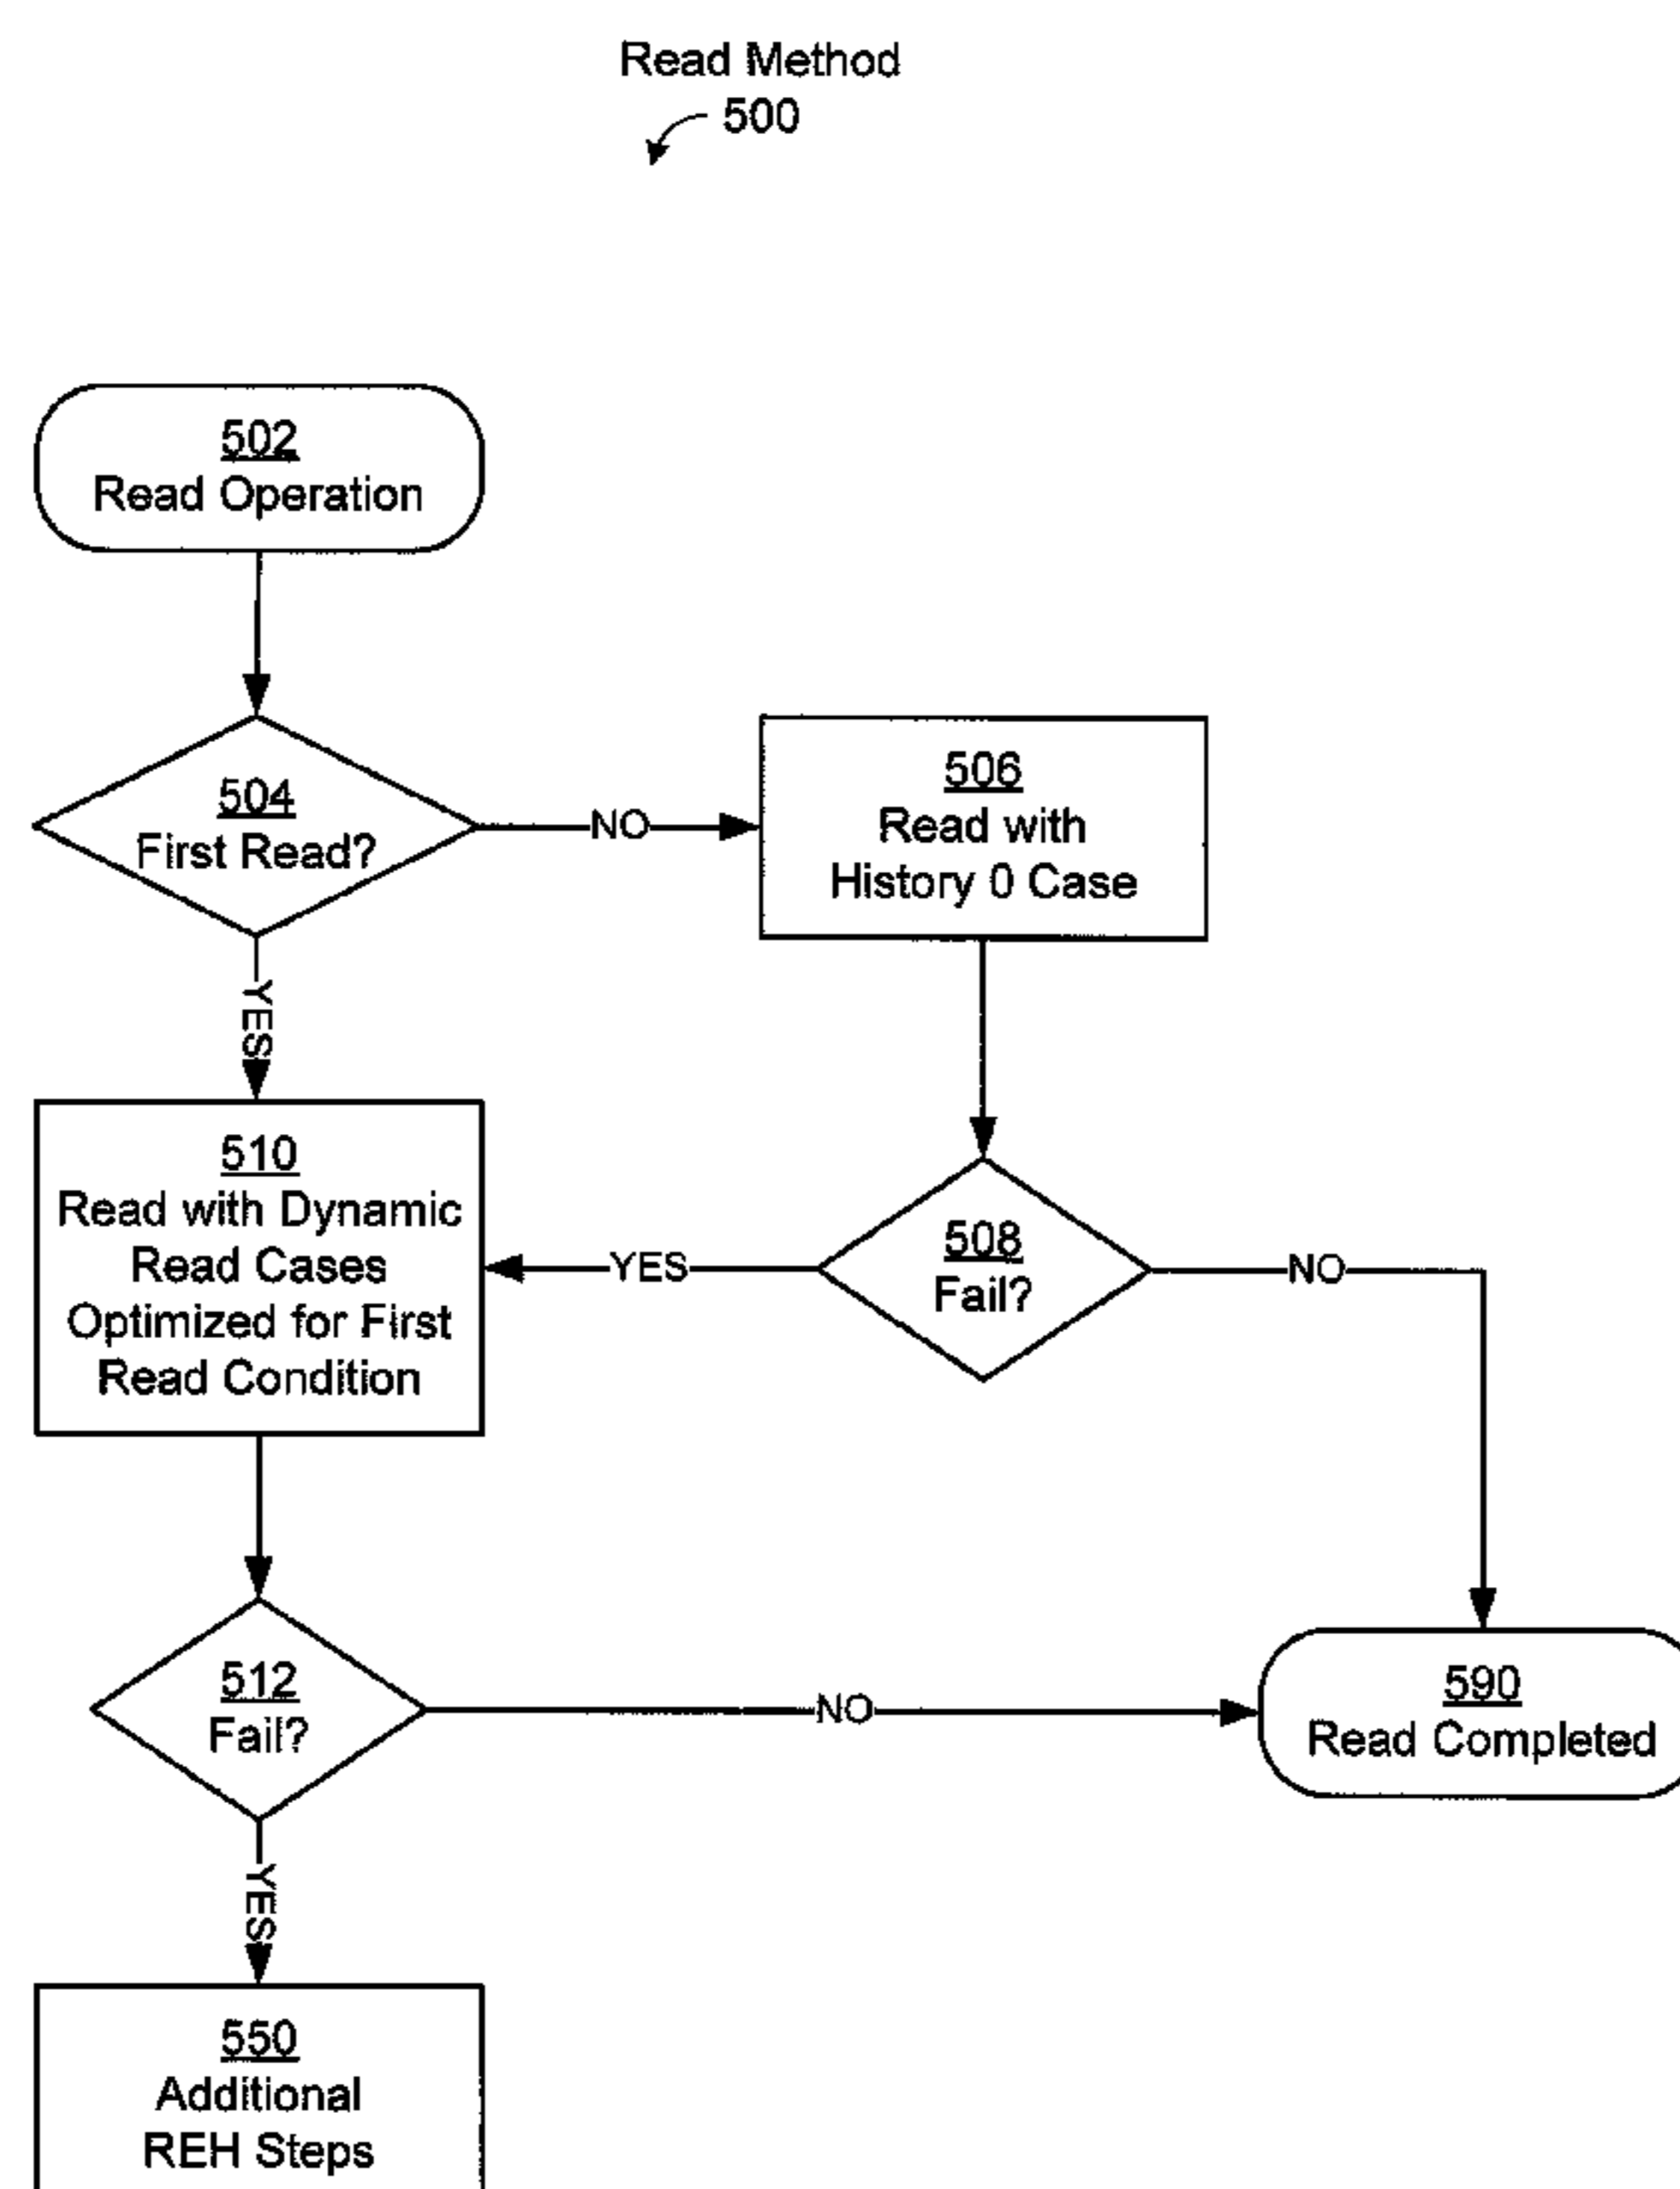 Read Method
500
502
Read Operation
504
First Read?
NO
506
Read with
History 0 Case
YES
510
Read with Dynamic
Read Cases
Optimized for First
Read Condition
YES
508
Fail?
NO
512
Fail?
NO
590
Read Completed
YES
550
Additional
REH Steps